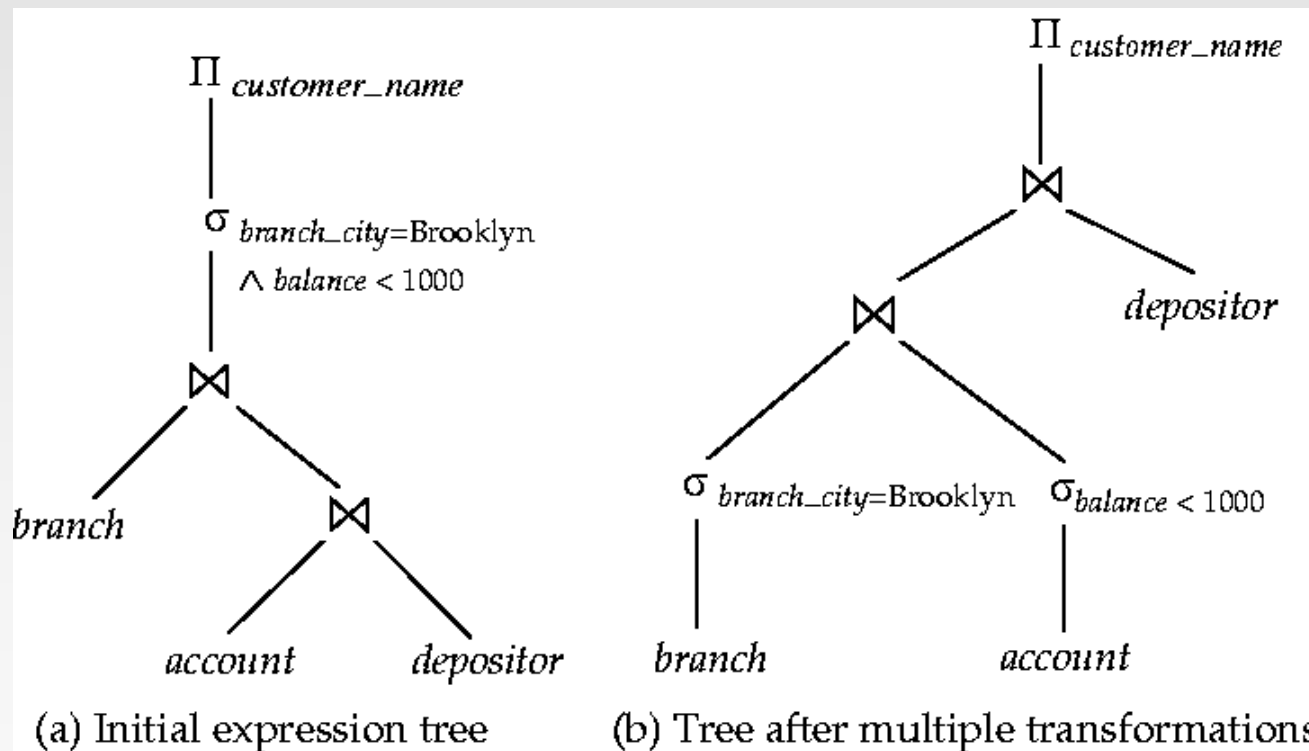 Π customer_name
σ branch_city=Brooklyn
∧ balance < 1000
⋈
branch
⋈
account depositor
(a) Initial expression tree
Π customer_name
⋈
⋈ depositor
σ branch_city=Brooklyn σ balance < 1000
branch account
(b) Tree after multiple transformations